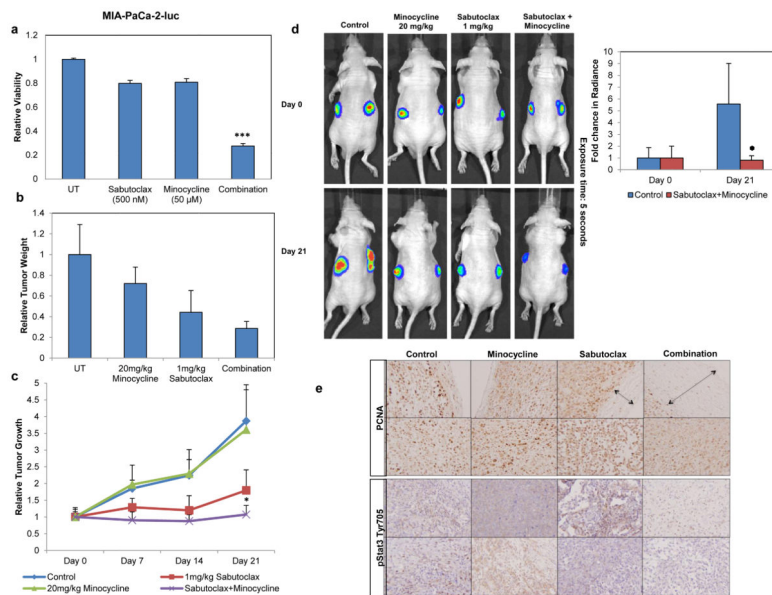 MIA-PaCa-2-luc
a
Relative Viability
1.2
1
0.8
0.6
0.4
0.2
0
***
UT
Sabutoclax (500 nM)
Minocycline (50 µM)
Combination
b
Relative Tumor Weight
1.4
1.2
1
0.8
0.6
0.4
0.2
0
UT
20mg/kg Minocycline
1mg/kg Sabutoclax
Combination
c
Relative Tumor Growth
5
4.5
4
3.5
3
2.5
2
1.5
1
0.5
0
*
Day 0
Day 7
Day 14
Day 21
Control
1mg/kg Sabutoclax
20mg/kg Minocycline
Sabutoclax+Minocycline
d
Control
Minocycline 20 mg/kg
Sabutoclax 1 mg/kg
Sabutoclax + Minocycline
Day 0
Day 21
Exposure time: 5 seconds
Fold chance in Radiance
10
9
8
7
6
5
4
3
2
1
0
Day 0
Day 21
Control
Sabutoclax+Minocycline
e
Control
Minocycline
Sabutoclax
Combination
PCNA
pStat3 Tyr705